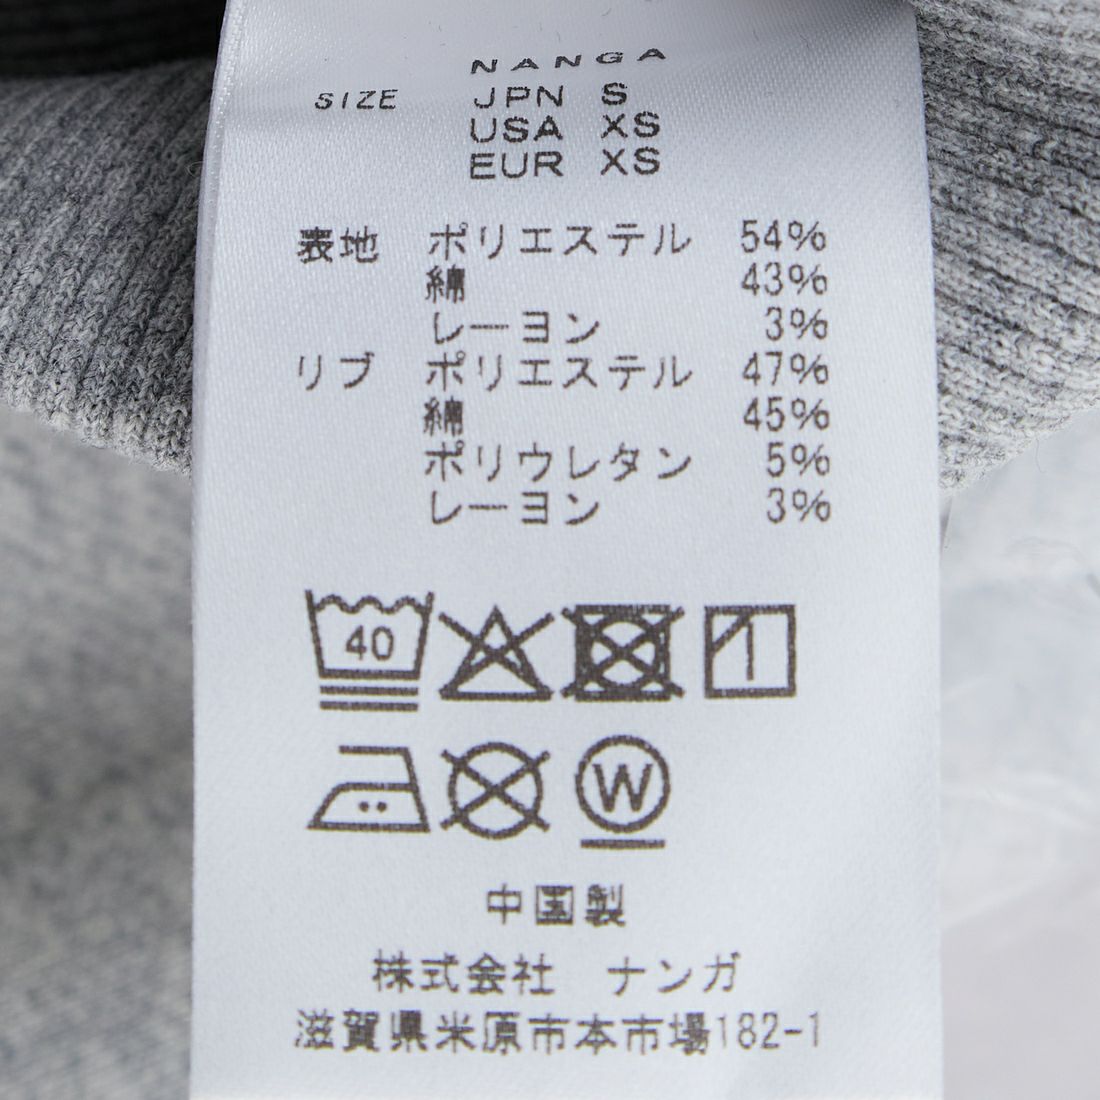 NANGA
SIZE JPN S
USA XS
EUR XS
表地 ポリエステル 54%
綿 43%
レーヨン 3%
リブ ポリエステル 47%
綿 45%
ポリウレタン 5%
レーヨン 3%
40
W
中国製
株式会社 ナンガ
滋賀県米原市本市場182-1